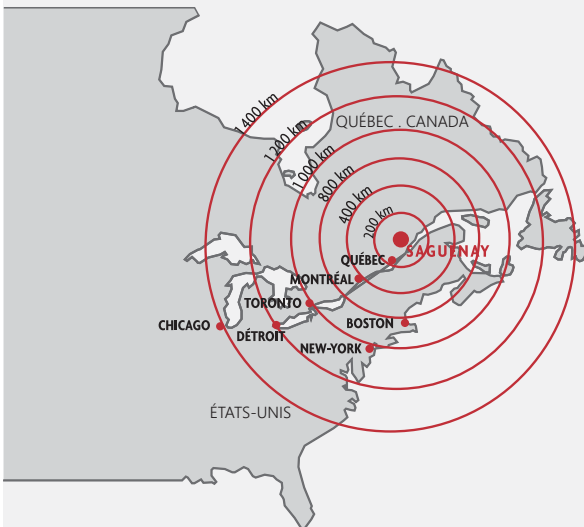 1 400 km
1 200 km
QUÉBEC . CANADA
1 000 km
800 km
400 km
200 km
SAGUENAY
QUÉBEC
MONTRÉAL
TORONTO
BOSTON
CHICAGO
DÉTROIT
NEW-YORK
ÉTATS-UNIS